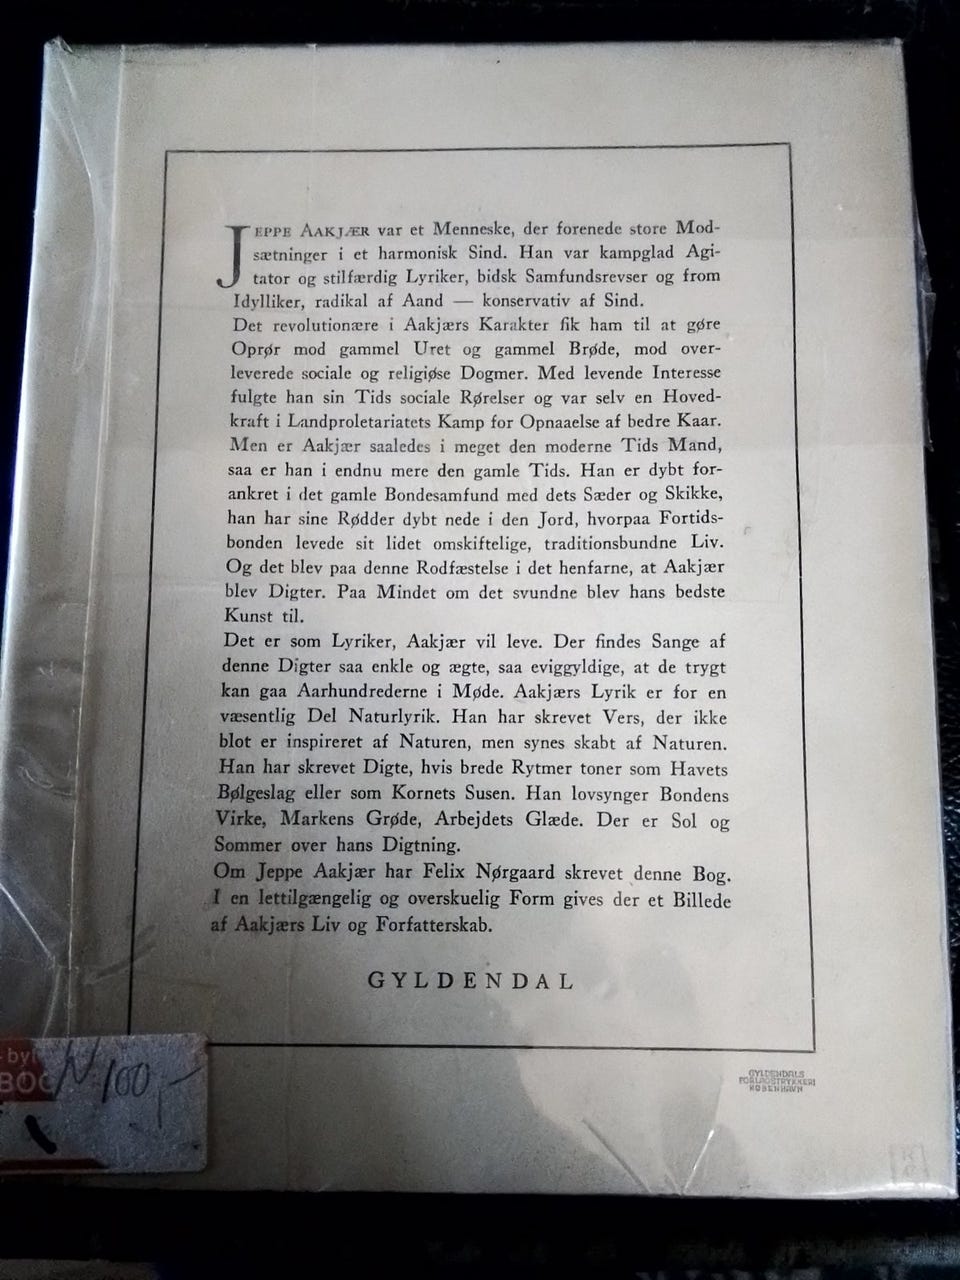 JEPPE AAKJÆR var et Menneske, der forenede store Mod-
sætninger i et harmonisk Sind. Han var kampglad Agi-
tator og stilfærdig Lyriker, bidsk Samfundsrevser og from
Idylliker, radikal af Aand — konservativ af Sind.
Det revolutionære i Aakjærs Karakter fik ham til at gøre
Oprør mod gammel Uret og gammel Brøde, mod over-
leverede sociale og religiøse Dogmer. Med levende Interesse
fulgte han sin Tids sociale Rørelser og var selv en Hoved-
kraft i Landproletariatets Kamp for Opnaaelse af bedre Kaar.
Men er Aakjær saaledes i meget den moderne Tids Mand,
saa er han i endnu mere den gamle Tids. Han er dybt for-
ankret i det gamle Bondesamfund med dets Sæder og Skikke,
han har sine Rødder dybt nede i den Jord, hvorpaa Fortids-
bonden levede sit lidet omskiftelige, traditionsbundne Liv.
Og det blev paa denne Rodfæstelse i det henfarne, at Aakjær
blev Digter. Paa Mindet om det svundne blev hans bedste
Kunst til.
Det er som Lyriker, Aakjær vil leve. Der findes Sange af
denne Digter saa enkle og ægte, saa eviggyldige, at de trygt
kan gaa Aarhundrederne i Møde. Aakjærs Lyrik er for en
væsentlig Del Naturlyrik. Han har skrevet Vers, der ikke
blot er inspireret af Naturen, men synes skabt af Naturen.
Han har skrevet Digte, hvis brede Rytmer toner som Havets
Bølgeslag eller som Kornets Susen. Han lovsynger Bondens
Virke, Markens Grøde, Arbejdets Glæde. Der er Sol og
Sommer over hans Digtning.
Om Jeppe Aakjær har Felix Nørgaard skrevet denne Bog.
I en lettilgængelig og overskuelig Form gives der et Billede
af Aakjærs Liv og Forfatterskab.
GYLDENDAL
GYLDENDALS
FORLAGSTRYKKERI
KØBENHAVN
100